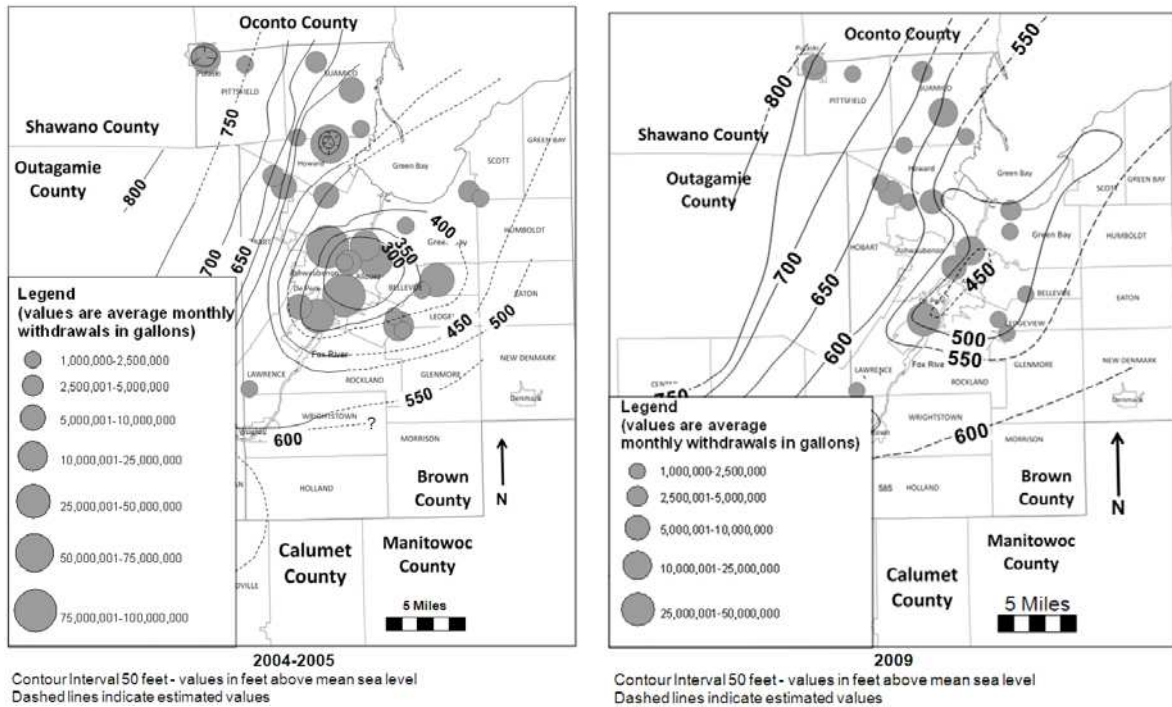 Oconto County
Pulaski
PITTSFIELD
SUAMICO
750
Shawano County
Outagamie
County
800
Howard
Green Bay
SCOTT
GREEN BAY
700
650
400
350
300
HUMBOLDT
Ashwaubenon
De Pere
BELLEVUE
EATON
450
500
Fox River
LAWRENCE
ROCKLAND
GLENMORE
NEW DENMARK
Denmark
550
WRIGHTSTOWN
?
600
MORRISON
HOLLAND
Brown
County
N
Calumet
County
Manitowoc
County
5 Miles
Legend
(values are average monthly
withdrawals in gallons)
1,000,000-2,500,000
2,500,001-5,000,000
5,000,001-10,000,000
10,000,001-25,000,000
25,000,001-50,000,000
50,000,001-75,000,000
75,000,001-100,000,000
2004-2005
Contour Interval 50 feet - values in feet above mean sea level
Dashed lines indicate estimated values
Oconto County
550
Pulaski
800
PITTSFIELD
SUAMICO
Shawano County
Outagamie
County
Howard
Green Bay
SCOTT
GREEN BAY
700
HOBART
Ashwaubenon
Green Bay
HUMBOLDT
650
450
BELLEVUE
EATON
LEDGEVIEW
600
500
550
Fox Rive
LAWRENCE
ROCKLAND
GLENMORE
NEW DENMARK
Denmark
750
WRIGHTSTOWN
600
MORRISON
585
HOLLAND
Brown
County
N
Manitowoc
County
Calumet
County
5 Miles
Legend
(values are average
monthly withdrawals in gallons)
1,000,000-2,500,000
2,500,001-5,000,000
5,000,001-10,000,000
10,000,001-25,000,000
25,000,001-50,000,000
2009
Contour Interval 50 feet - values in feet above mean sea level
Dashed lines indicate estimated values